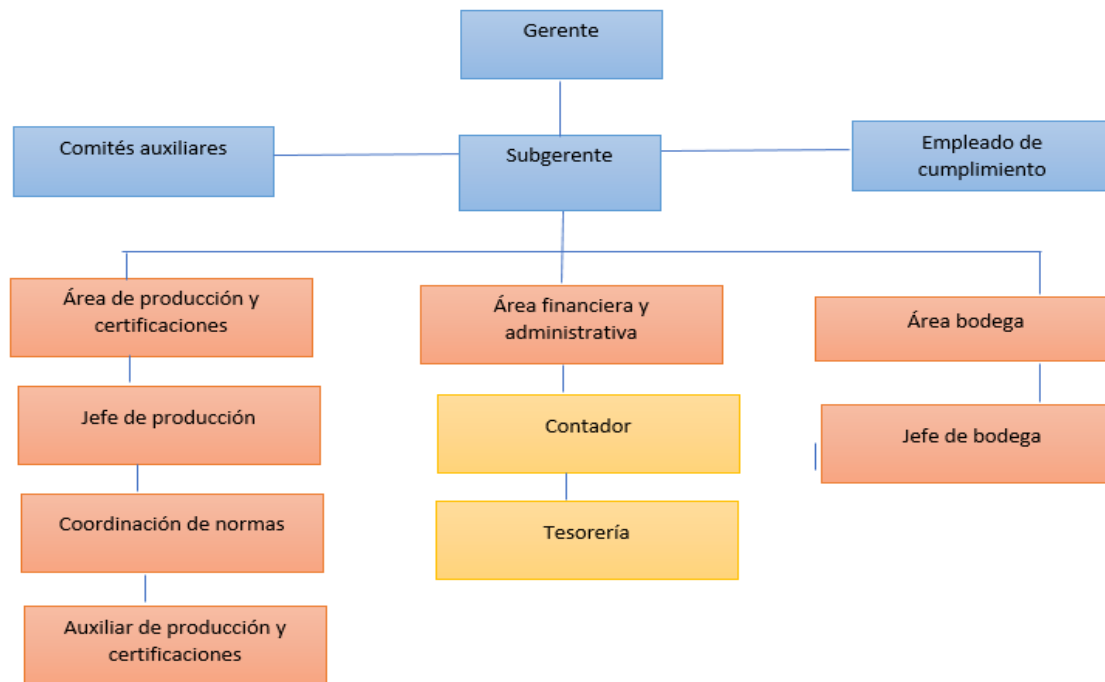 Gerente
Comités auxiliares
Subgerente
Empleado de
cumplimiento
Área de producción y
certificaciones
Área financiera y
administrativa
Área bodega
Jefe de producción
Contador
Jefe de bodega
Coordinación de normas
Tesorería
Auxiliar de producción y
certificaciones